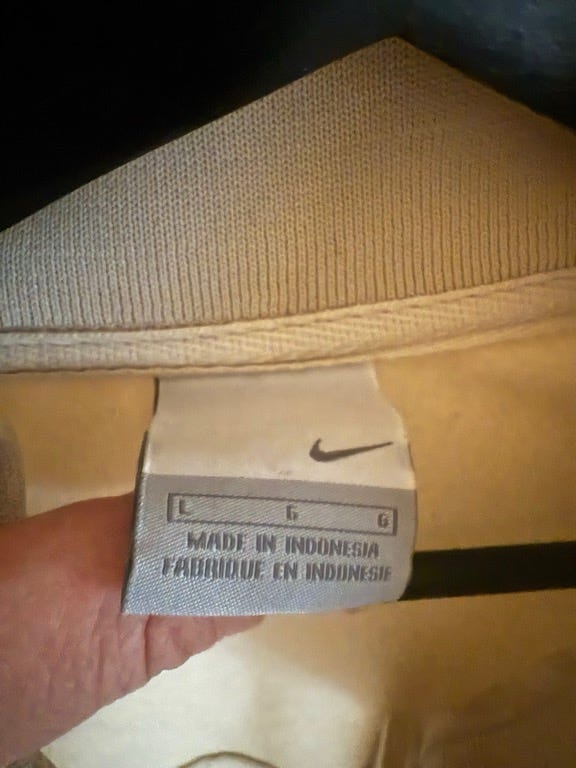 L G G
MADE IN INDONESIA
FABRIQUE EN INDONESIE